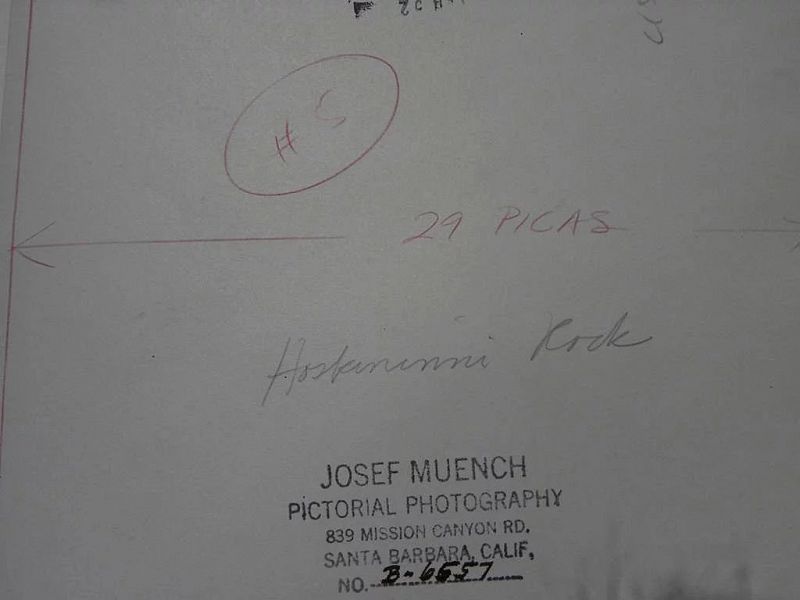 # 5
29 PICAS
Hoskininni Rock
JOSEF MUENCH
PICTORIAL PHOTOGRAPHY
839 MISSION CANYON RD.
SANTA BARBARA, CALIF,
NO. B-6557